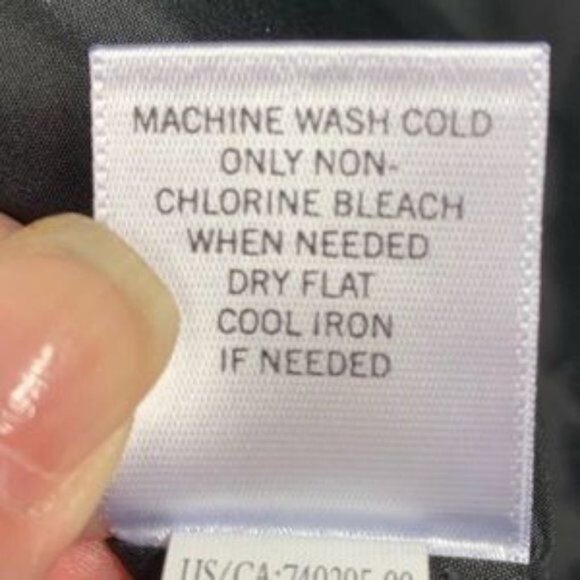 MACHINE WASH COLD
ONLY NON-
CHLORINE BLEACH
WHEN NEEDED
DRY FLAT
COOL IRON
IF NEEDED